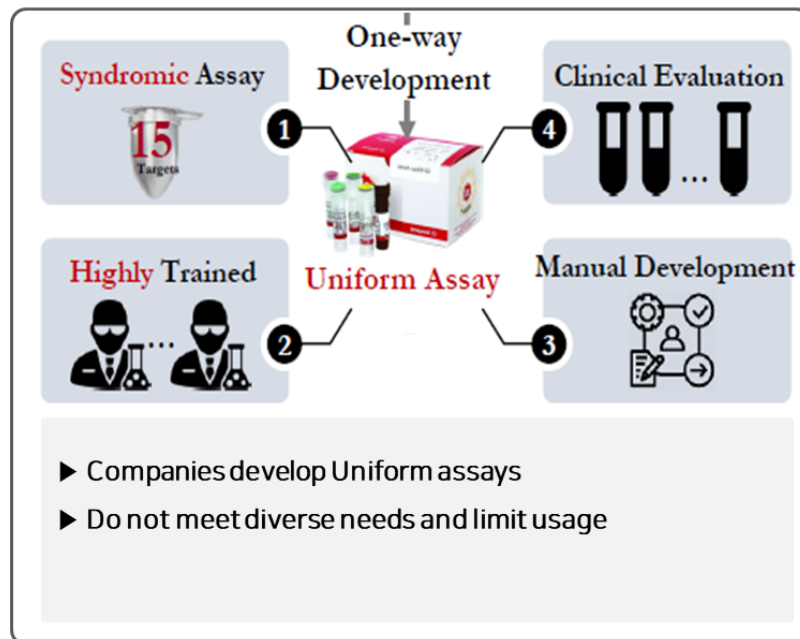 One-way
Development
Syndromic Assay
15
Targets
1
4
Clinical Evaluation
...
Highly Trained
...
2
Uniform Assay
3
Manual Development
▶ Companies develop Uniform assays
▶ Do not meet diverse needs and limit usage